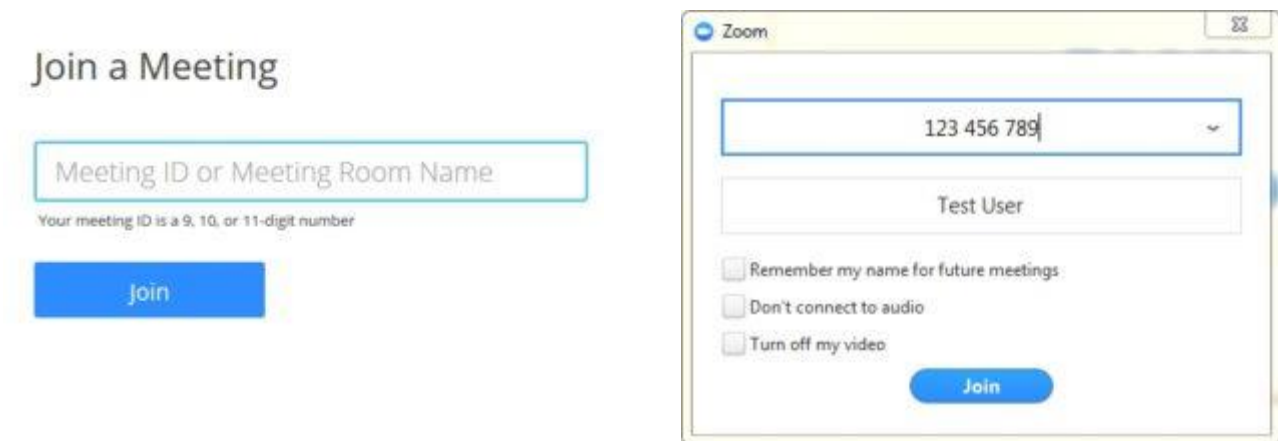 Join a Meeting
Meeting ID or Meeting Room Name
Your meeting ID is a 9, 10, or 11-digit number
Join
Zoom
123 456 789
Test User
Remember my name for future meetings
Don't connect to audio
Turn off my video
Join